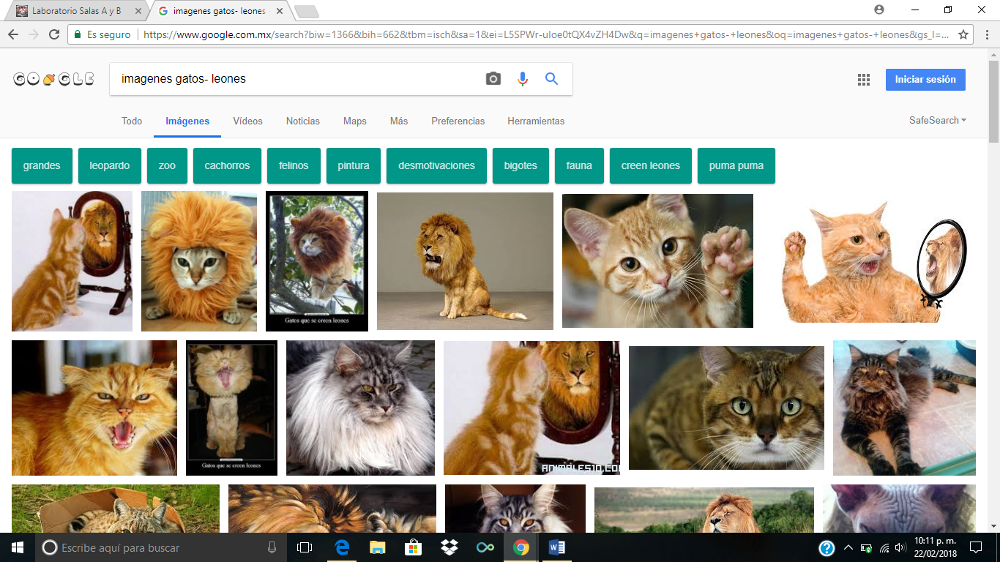 Laboratorio Salas A y B
imagenes gatos- leones
Es seguro https://www.google.com.mx/search?biw=1366&bih=662&tbm=isch&sa=1&ei=L5SPWr-uIoe0tQX4vZH4Dw&q=imagenes+gatos-+leones&oq=imagenes+gatos-+leones&gs_l=...
GOOGLE
imagenes gatos- leones
Iniciar sesión
Todo Imágenes Vídeos Noticias Maps Más Preferencias Herramientas SafeSearch
grandes leopardo zoo cachorros felinos pintura desmotivaciones bigotes fauna creen leones puma puma
Gatos que se creen leones
Gatos que se creen leones
ANIMALES10.CO
Escribe aquí para buscar
10:11 p. m.
22/02/2018